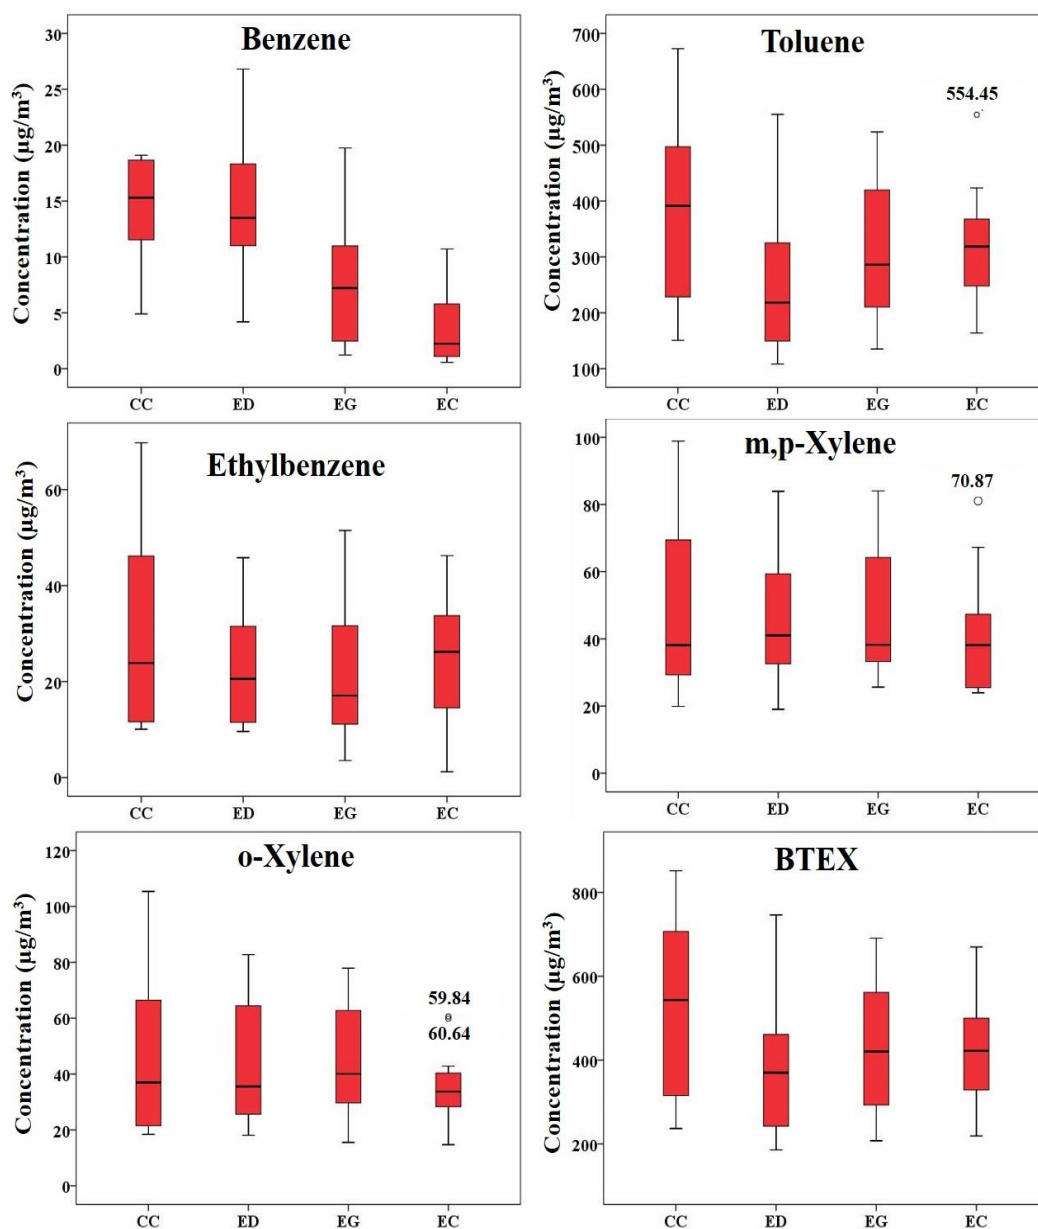 Benzene
Concentration (µg/m³)
30
25
20
15
10
5
0
CC ED EG EC
Toluene
Concentration (µg/m³)
700
600
500
400
300
200
100
554.45
CC ED EG EC
Ethylbenzene
Concentration (µg/m³)
60
40
20
0
CC ED EG EC
m,p-Xylene
Concentration (µg/m³)
100
80
60
40
20
0
70.87
CC ED EG EC
o-Xylene
Concentration (µg/m³)
120
100
80
60
40
20
0
59.84
60.64
CC ED EG EC
BTEX
Concentration (µg/m³)
800
600
400
200
CC ED EG EC